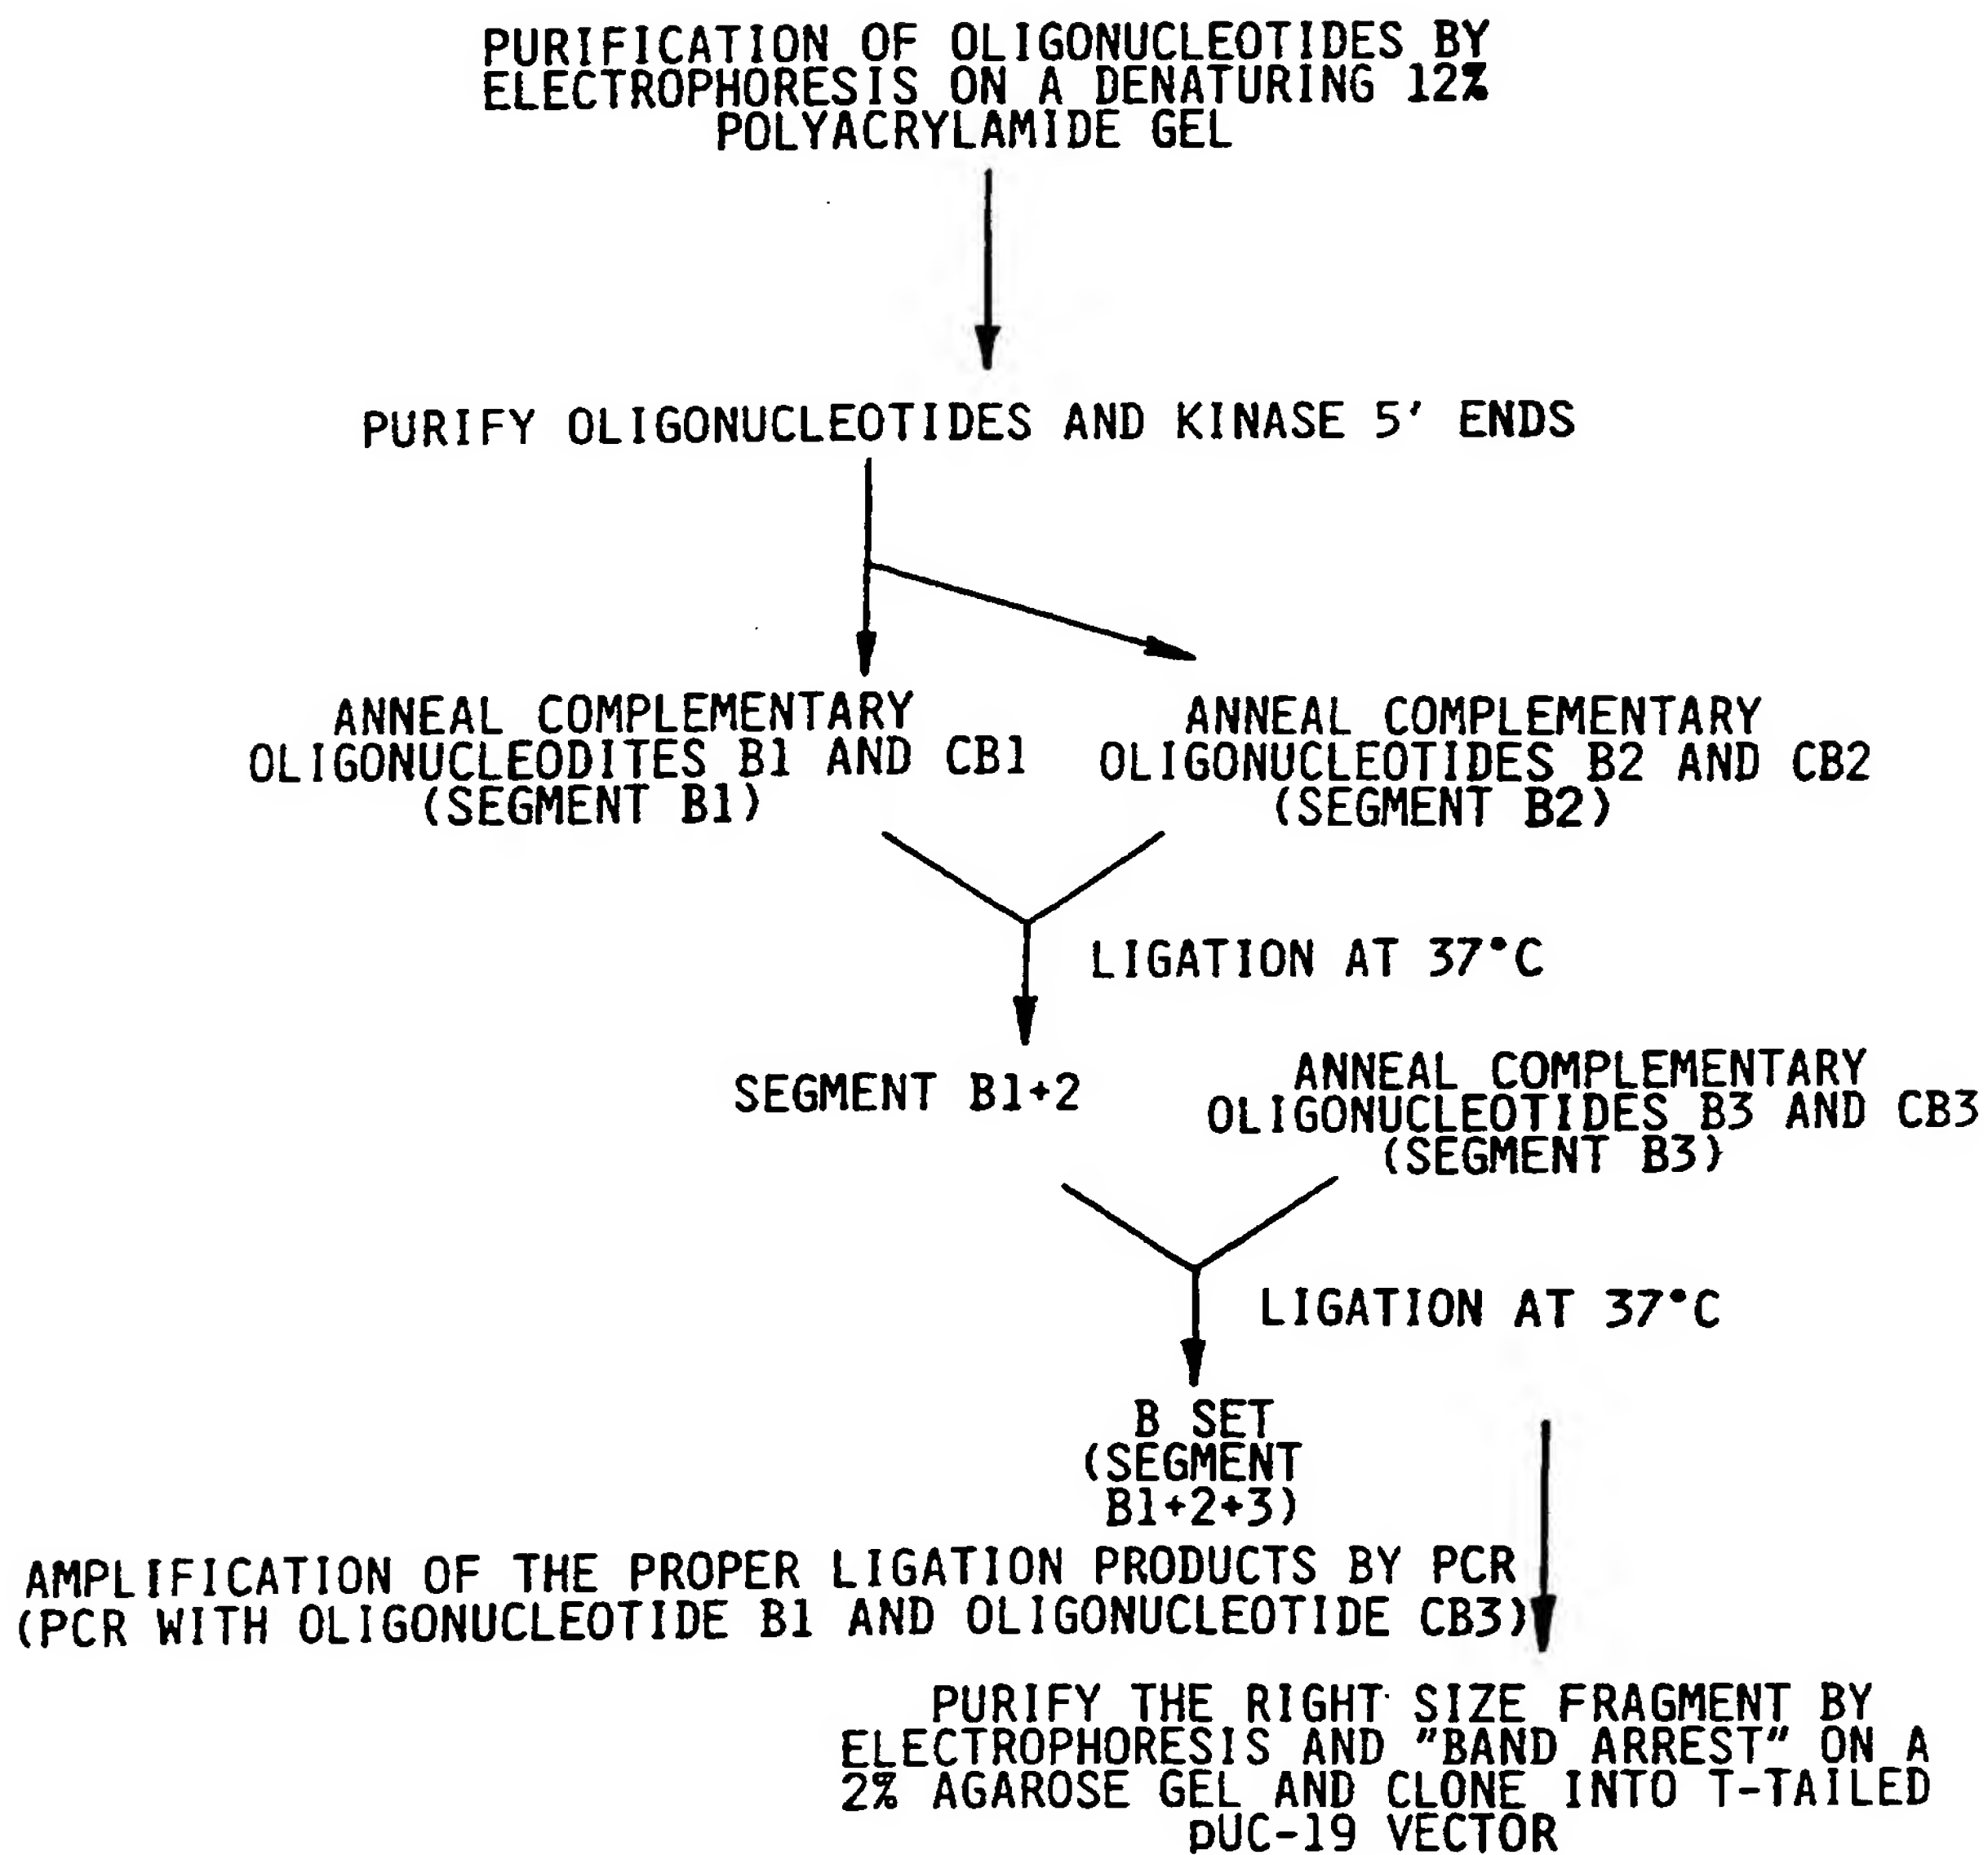 PURIFICATION OF OLIGONUCLEOTIDES BY
ELECTROPHORESIS ON A DENATURING 12%
POLYACRYLAMIDE GEL
PURIFY OLIGONUCLEOTIDES AND KINASE 5' ENDS
ANNEAL COMPLEMENTARY
OLIGONUCLEODITES B1 AND CB1
(SEGMENT B1)
ANNEAL COMPLEMENTARY
OLIGONUCLEOTIDES B2 AND CB2
(SEGMENT B2)
LIGATION AT 37°C
SEGMENT B1+2
ANNEAL COMPLEMENTARY
OLIGONUCLEOTIDES B3 AND CB3
(SEGMENT B3)
LIGATION AT 37°C
B SET
(SEGMENT
B1+2+3)
AMPLIFICATION OF THE PROPER LIGATION PRODUCTS BY PCR
(PCR WITH OLIGONUCLEOTIDE B1 AND OLIGONUCLEOTIDE CB3)
PURIFY THE RIGHT SIZE FRAGMENT BY
ELECTROPHORESIS AND "BAND ARREST" ON A
2% AGAROSE GEL AND CLONE INTO T-TAILED
pUC-19 VECTOR